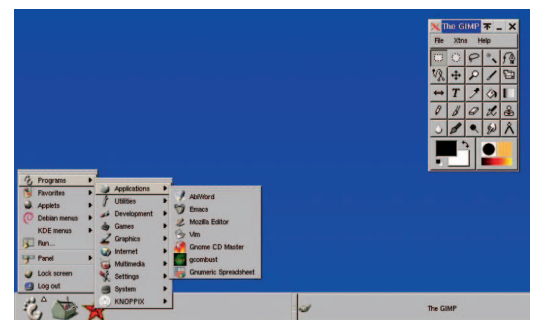 The GIMP
File Xtns Help
Programs
Favorites
Applets
Debian menus
KDE menus
Run...
Panel
Lock screen
Log out
Applications
Utilities
Development
Games
Graphics
Internet
Multimedia
Settings
System
KNOPPIX
AbiWord
Emacs
Mozilla Editor
Vim
Gnome CD Master
gcombust
Gnumeric Spreadsheet
The GIMP